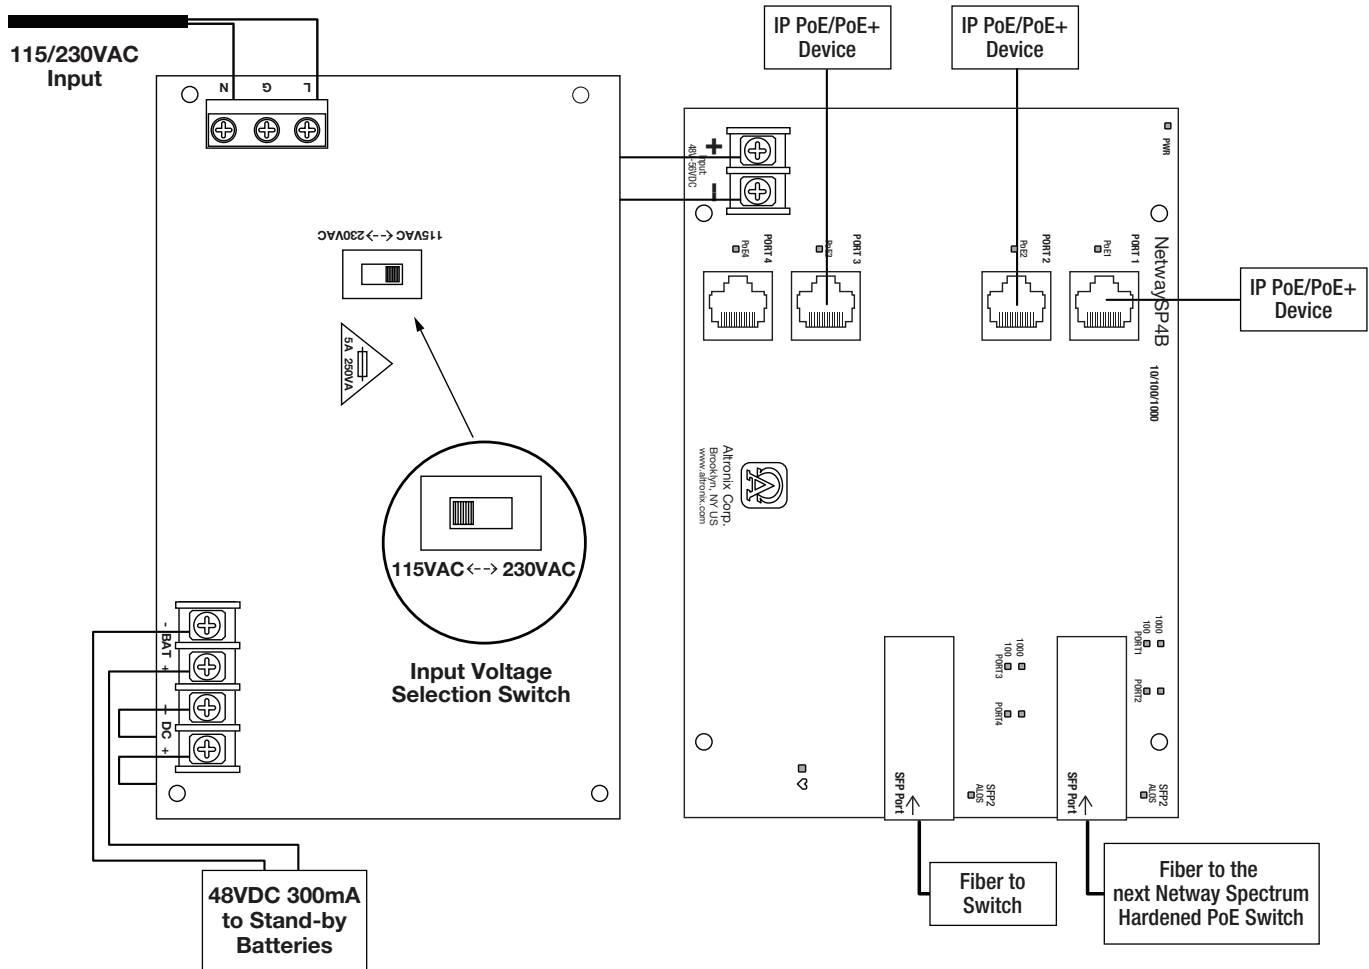 115/230VAC
Input
N G L
115VAC<-->230VAC
5A 250VA
115VAC<--> 230VAC
Input Voltage
Selection Switch
- BAT +
- DC +
48VDC 300mA
to Stand-by
Batteries
IP PoE/PoE+
Device
IP PoE/PoE+
Device
IP PoE/PoE+
Device
+
-
Input:
48V-56VDC
PWR
PORT 4
PoE4
PORT 3
PoE3
PORT 2
PoE2
PORT 1
PoE1
NetwaySP4B
10/100/1000
Altronix Corp.
Brooklyn, NY US
www.altronix.com
1000
100
PORT3
PORT4
1000
100
PORT1
PORT2
SFP Port
SFP2
ALOS
SFP Port
SFP2
ALOS
Fiber to
Switch
Fiber to the
next Netway Spectrum
Hardened PoE Switch